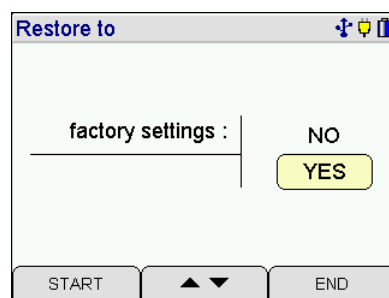 Restore to
factory settings :
NO
YES
START
END